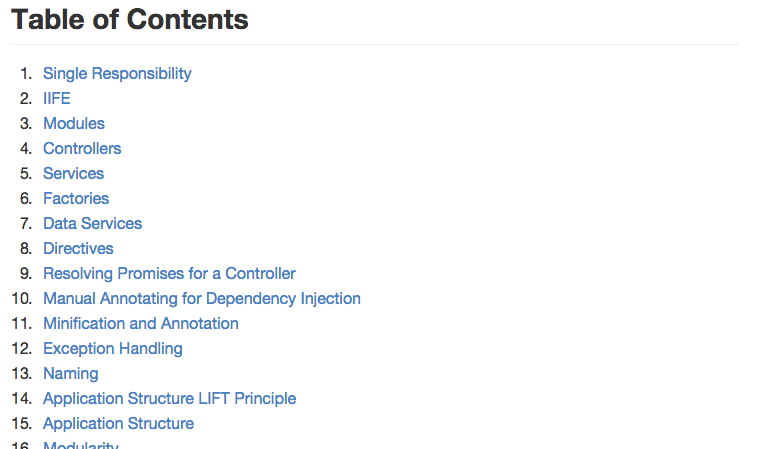 Table of Contents
1. Single Responsibility
2. IIFE
3. Modules
4. Controllers
5. Services
6. Factories
7. Data Services
8. Directives
9. Resolving Promises for a Controller
10. Manual Annotating for Dependency Injection
11. Minification and Annotation
12. Exception Handling
13. Naming
14. Application Structure LIFT Principle
15. Application Structure
16. Modularity